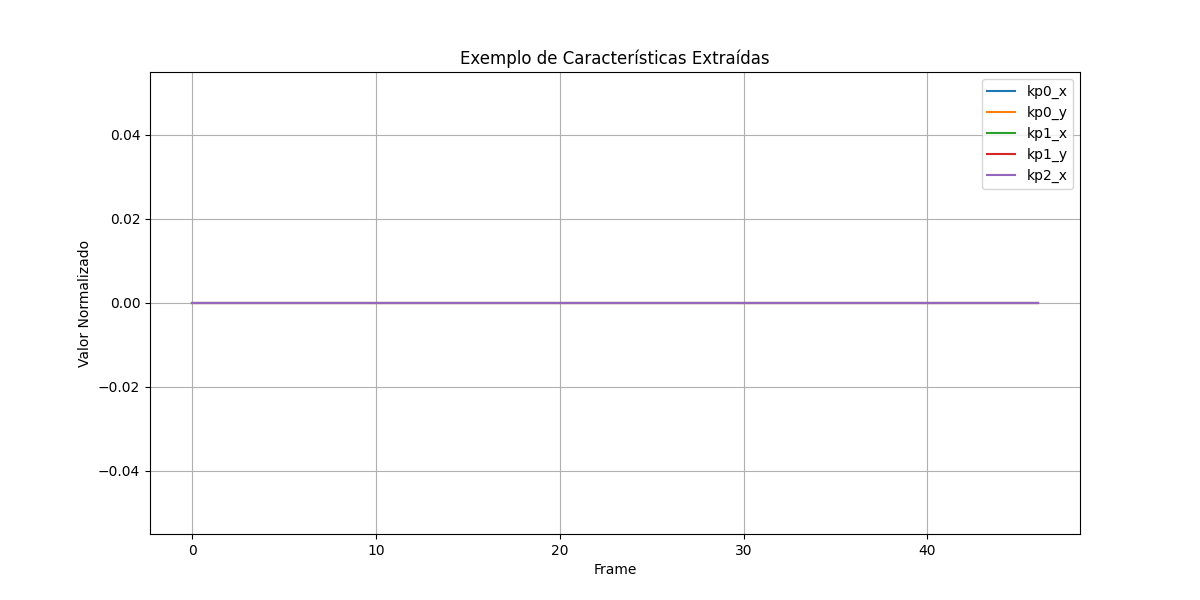 Exemplo de Características Extraídas
kp0_x
kp0_y
kp1_x
kp1_y
kp2_x
Valor Normalizado
0.04
0.02
0.00
−0.02
−0.04
0 10 20 30 40
Frame